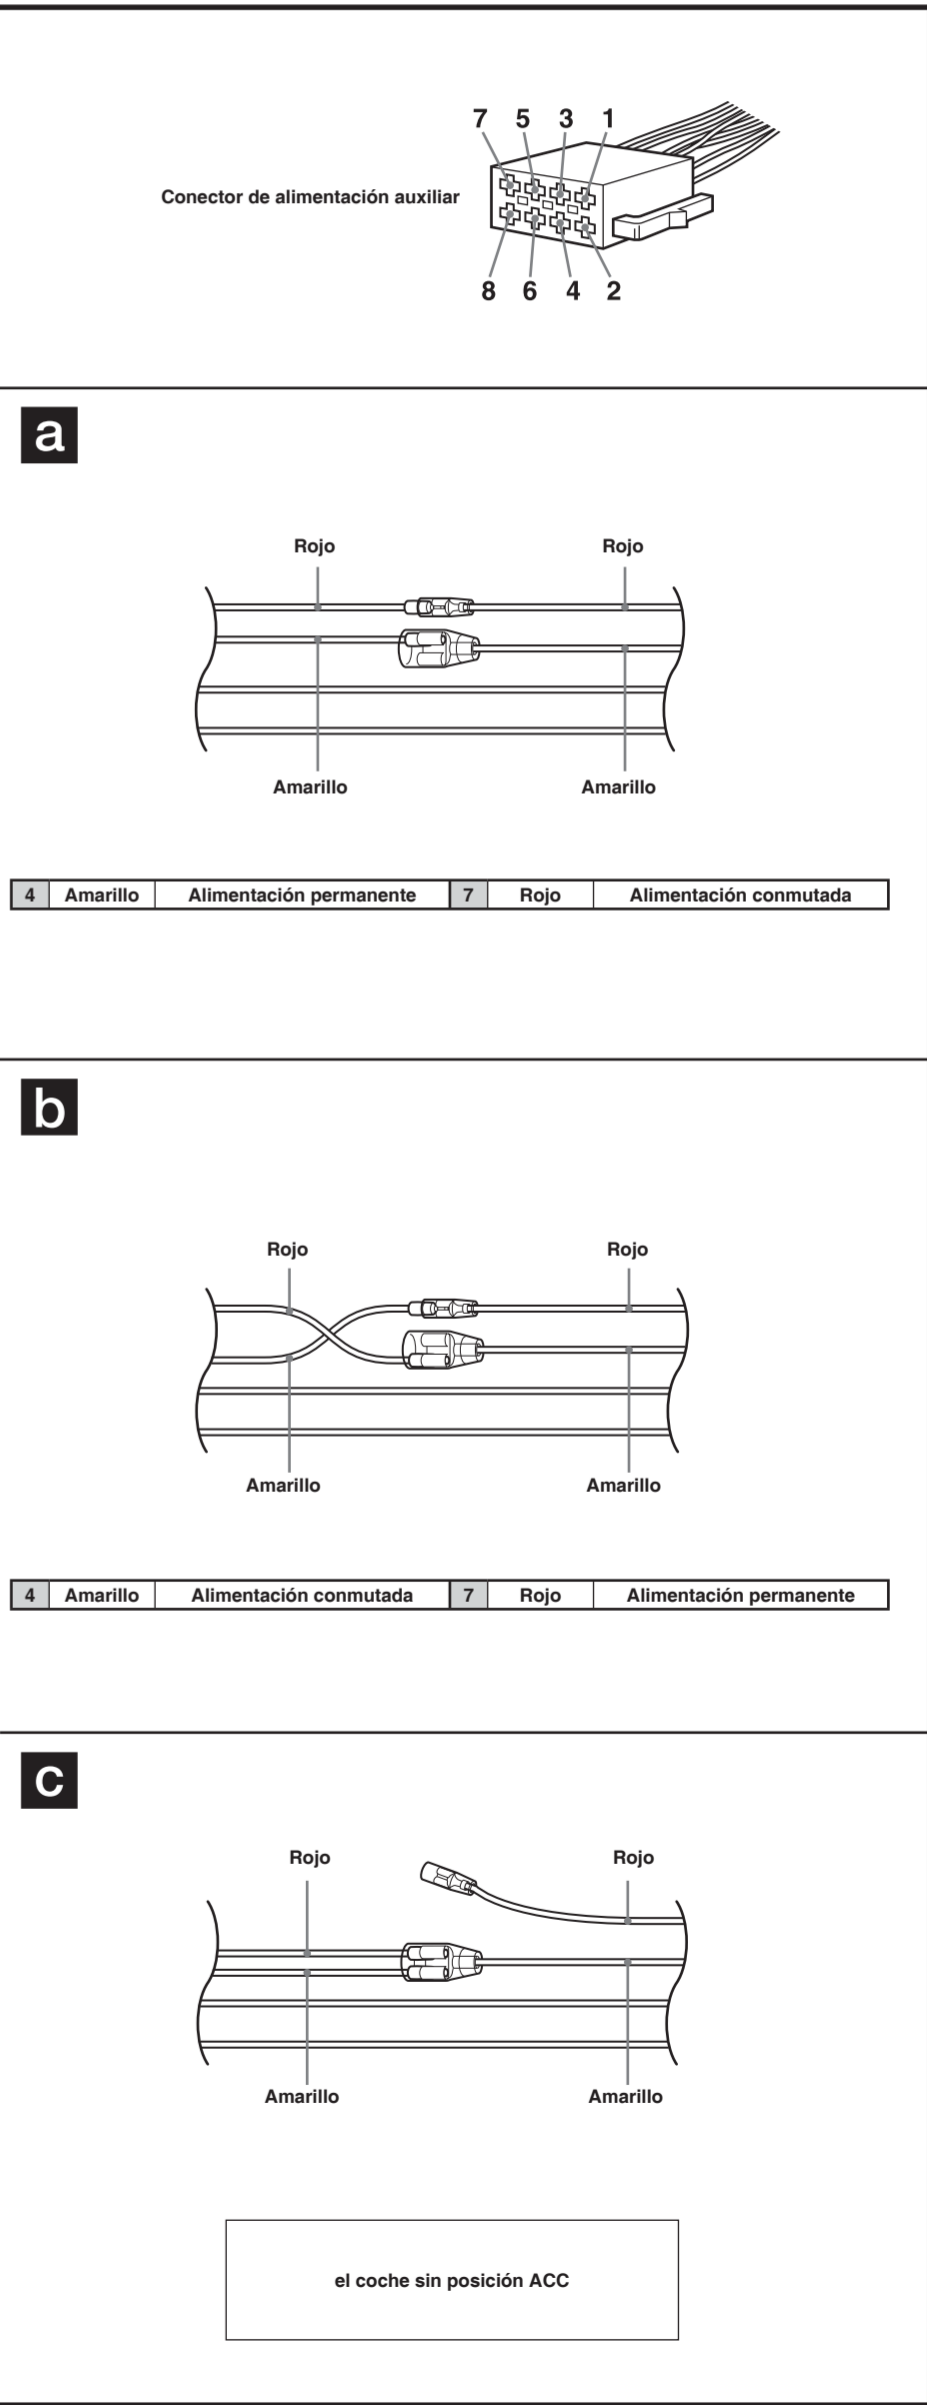 7 5 3 1
Conector de alimentación auxiliar
8 6 4 2
a
Rojo Rojo
Amarillo Amarillo
4 Amarillo Alimentación permanente 7 Rojo Alimentación conmutada
b
Rojo Rojo
Amarillo Amarillo
4 Amarillo Alimentación conmutada 7 Rojo Alimentación permanente
c
Rojo Rojo
Amarillo Amarillo
el coche sin posición ACC